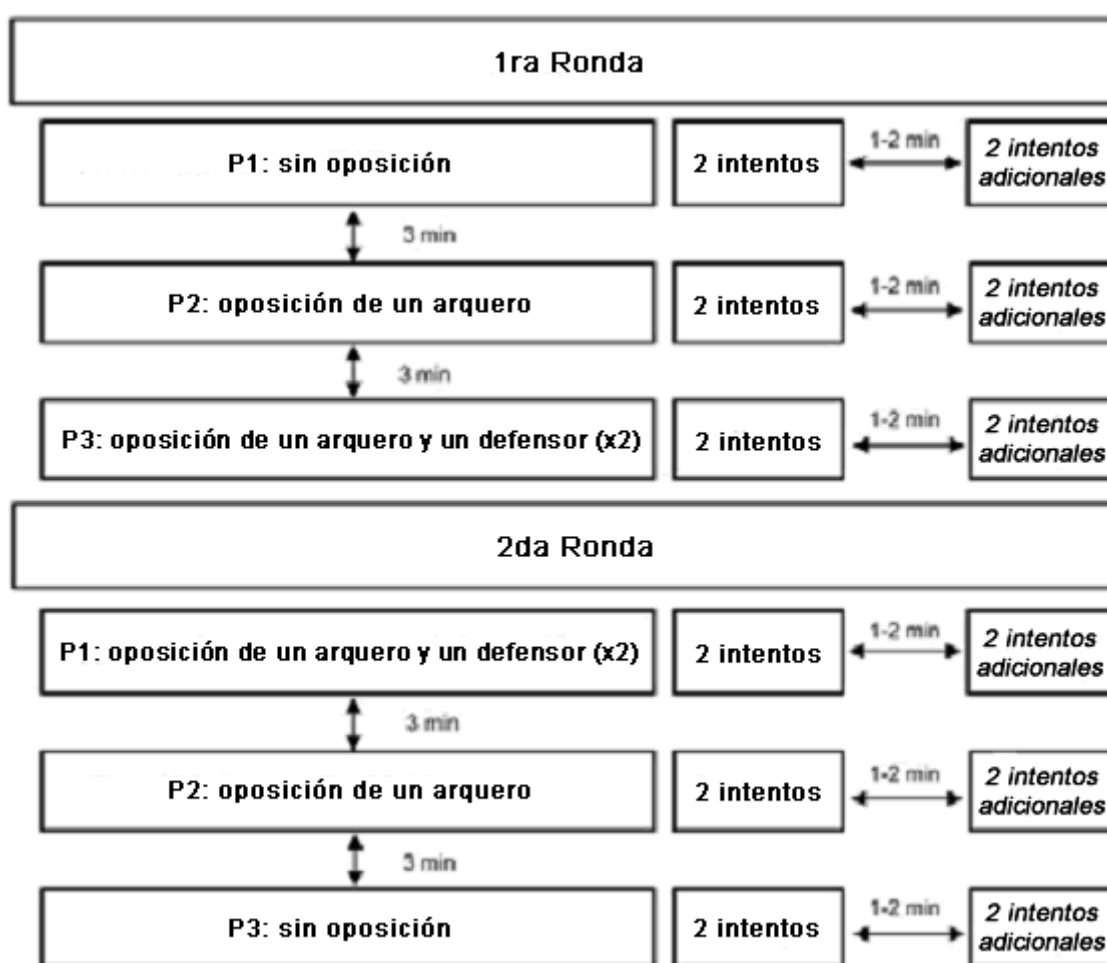 1ra Ronda
P1: sin oposición
2 intentos
1-2 min
2 intentos
adicionales
3 min
P2: oposición de un arquero
2 intentos
1-2 min
2 intentos
adicionales
3 min
P3: oposición de un arquero y un defensor (x2)
2 intentos
1-2 min
2 intentos
adicionales
2da Ronda
P1: oposición de un arquero y un defensor (x2)
2 intentos
1-2 min
2 intentos
adicionales
3 min
P2: oposición de un arquero
2 intentos
1-2 min
2 intentos
adicionales
3 min
P3: sin oposición
2 intentos
1-2 min
2 intentos
adicionales